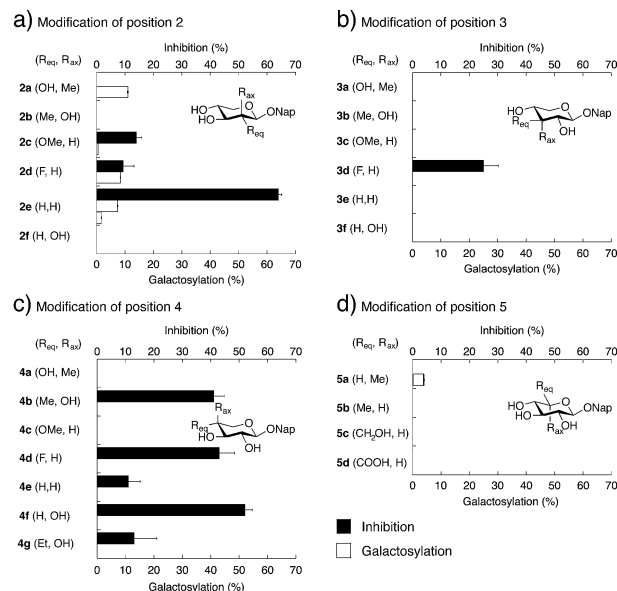 a) Modification of position 2
(Req, Rax)
Inhibition (%)
0 10 20 30 40 50 60 70
2a (OH, Me)
2b (Me, OH)
2c (OMe, H)
2d (F, H)
2e (H,H)
2f (H, OH)
Rax
HO
O
HO
ONap
Req
0 10 20 30 40 50 60 70
Galactosylation (%)
b) Modification of position 3
(Req, Rax)
Inhibition (%)
0 10 20 30 40 50 60 70
3a (OH, Me)
3b (Me, OH)
3c (OMe, H)
3d (F, H)
3e (H,H)
3f (H, OH)
HO
O
ONap
Req
OH
Rax
0 10 20 30 40 50 60 70
Galactosylation (%)
c) Modification of position 4
(Req, Rax)
Inhibition (%)
0 10 20 30 40 50 60 70
4a (OH, Me)
4b (Me, OH)
4c (OMe, H)
4d (F, H)
4e (H,H)
4f (H, OH)
4g (Et, OH)
Rax
Req
O
HO
ONap
OH
0 10 20 30 40 50 60 70
Galactosylation (%)
d) Modification of position 5
(Req, Rax)
Inhibition (%)
0 10 20 30 40 50 60 70
5a (H, Me)
5b (Me, H)
5c (CH2OH, H)
5d (COOH, H)
Req
HO
O
HO
ONap
OH
Rax
0 10 20 30 40 50 60 70
Galactosylation (%)
Inhibition
Galactosylation